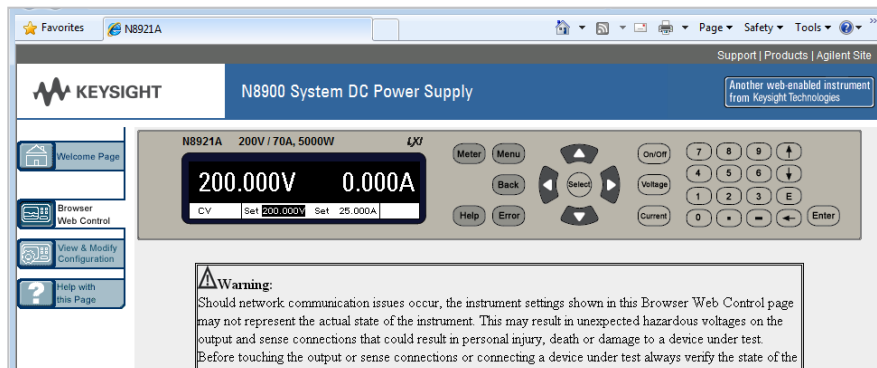 Favorites N8921A Page Safety Tools »
Support | Products | Agilent Site
KEYSIGHT N8900 System DC Power Supply
Another web-enabled instrument
from Keysight Technologies
Welcome Page
Browser
Web Control
View & Modify
Configuration
Help with
this Page
N8921A 200V / 70A, 5000W LXI
200.000V 0.000A
CV Set 200.000V Set 25.000A
Meter Menu
Back
Help Error
Select
On/Off
Voltage
Current
7 8 9
4 5 6
1 2 3 E
0 . - Enter
Warning:
Should network communication issues occur, the instrument settings shown in this Browser Web Control page
may not represent the actual state of the instrument. This may result in unexpected hazardous voltages on the
output and sense connections that could result in personal injury, death or damage to a device under test.
Before touching the output or sense connections or connecting a device under test always verify the state of the